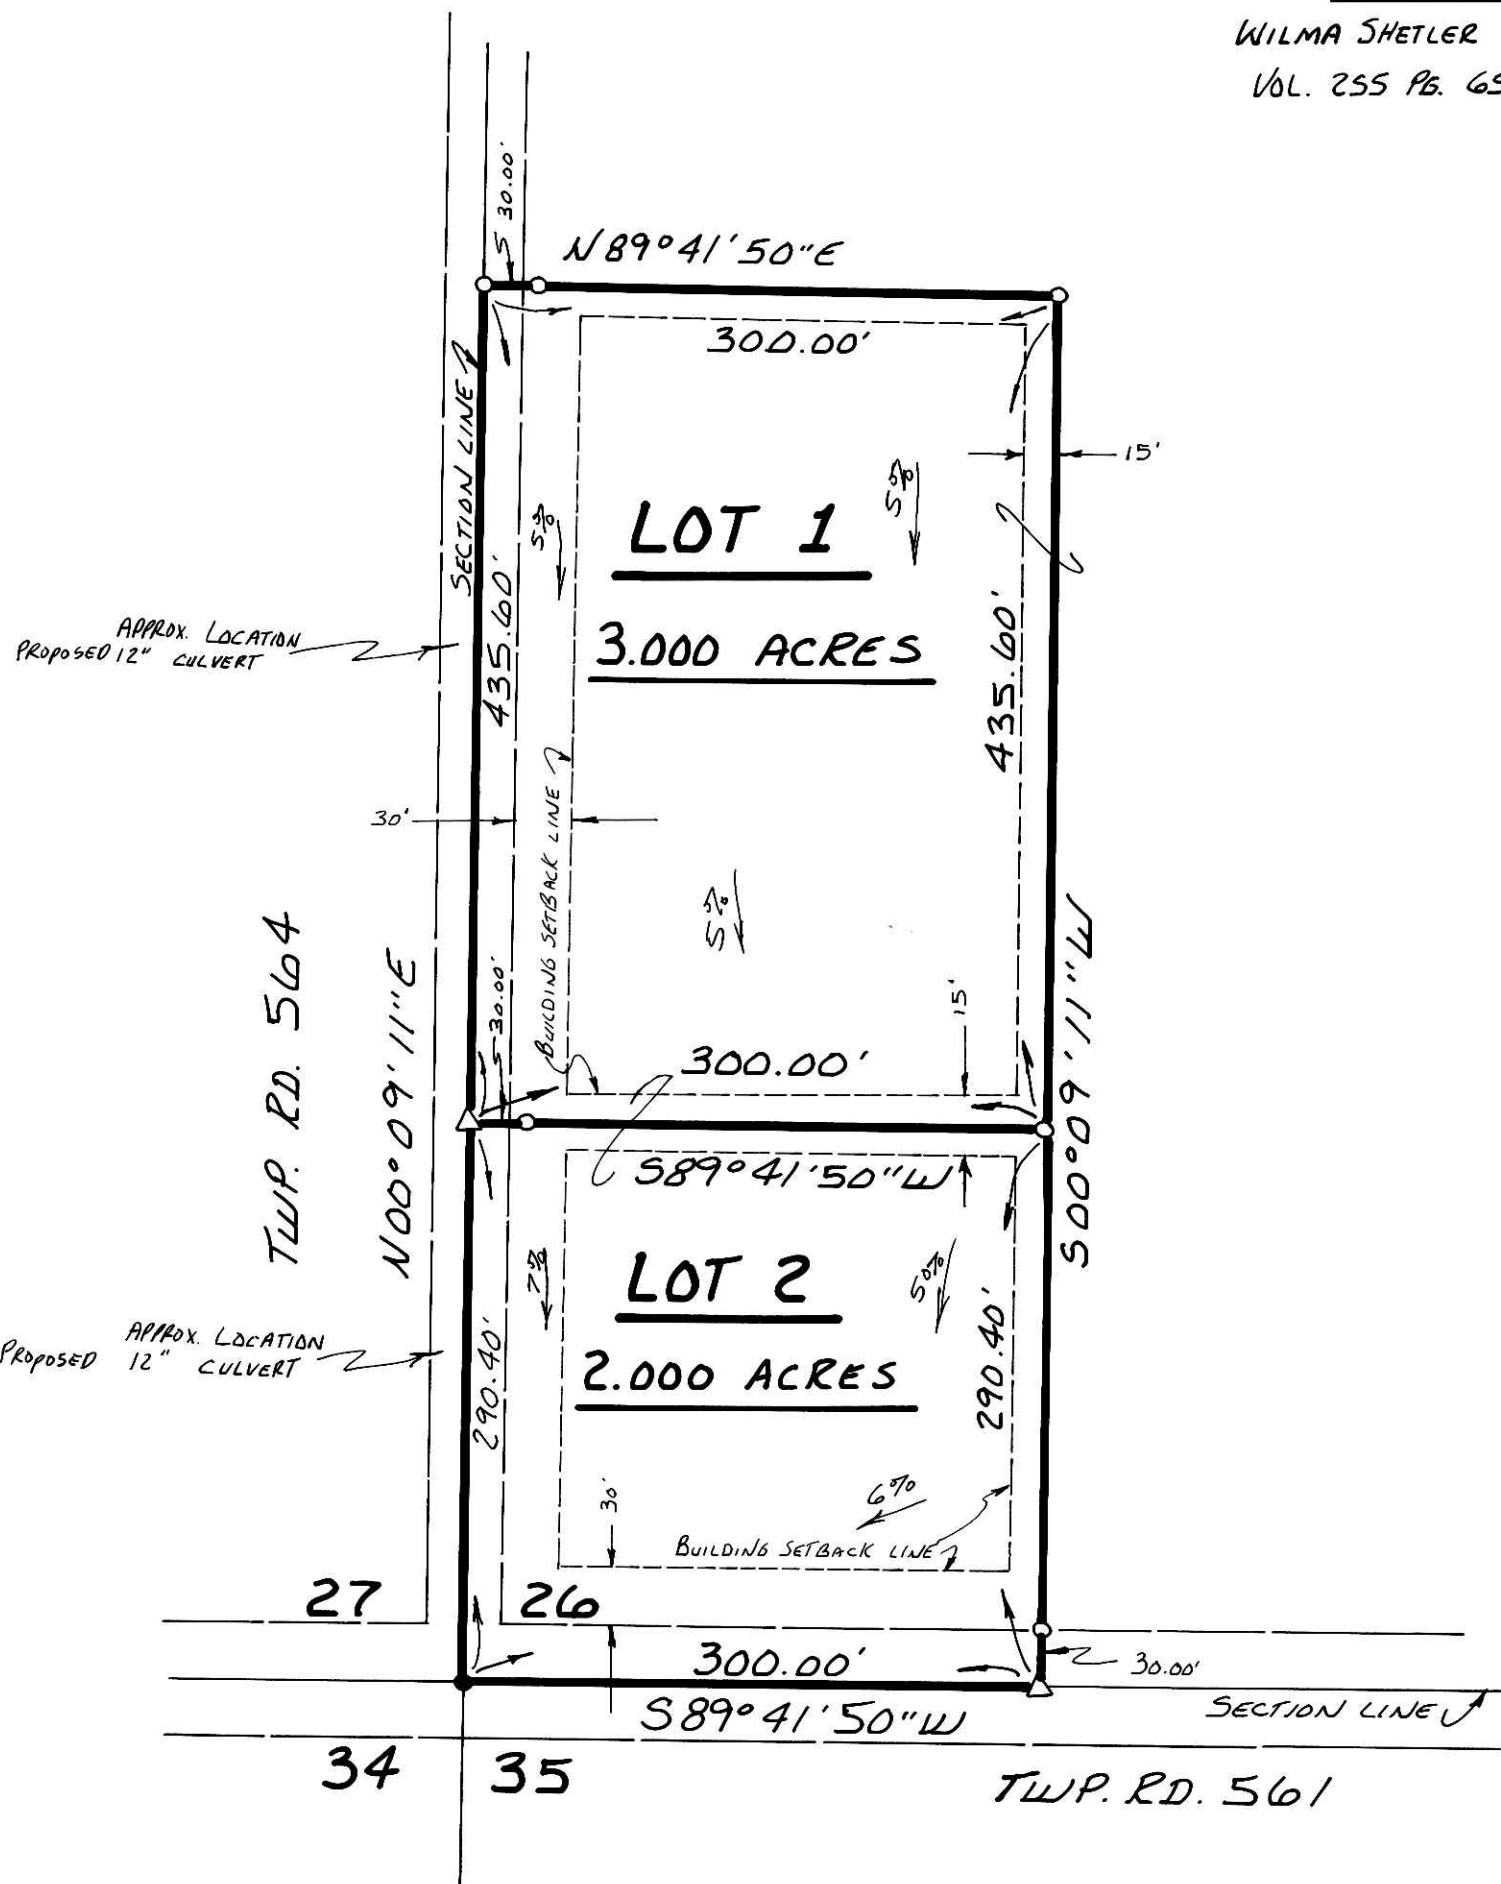 WILMA SHETLER
VOL. 255 PG.
30.00'
N89°41'50"E
300.00'
SECTION LINE
15'
5%
5%
LOT 1
435.60'
435.60'
3.000 ACRES
APPROX. LOCATION
PROPOSED 12" CULVERT
BUILDING SETBACK LINE
30'
5%
TWP. RD. 564
N00°09'11"E
S00°09'11"W
30.00'
15'
300.00'
S89°41'50"W
7%
LOT 2
5%
290.40'
290.40'
APPROX. LOCATION
PROPOSED 12" CULVERT
2.000 ACRES
30'
6%
BUILDING SETBACK LINE
27
26
300.00'
30.00'
S89°41'50"W
SECTION LINE
34
35
TWP. RD. 561